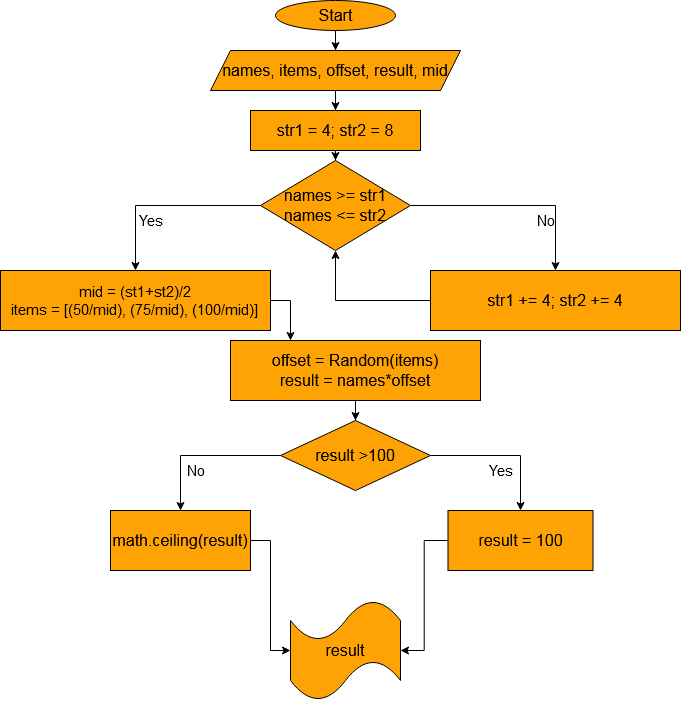 Start
names, items, offset, result, mid
str1 = 4; str2 = 8
names >= str1
names <= str2
Yes
No
mid = (st1+st2)/2
items = [(50/mid), (75/mid), (100/mid)]
str1 += 4; str2 += 4
offset = Random(items)
result = names*offset
result >100
No
Yes
math.ceiling(result)
result = 100
result